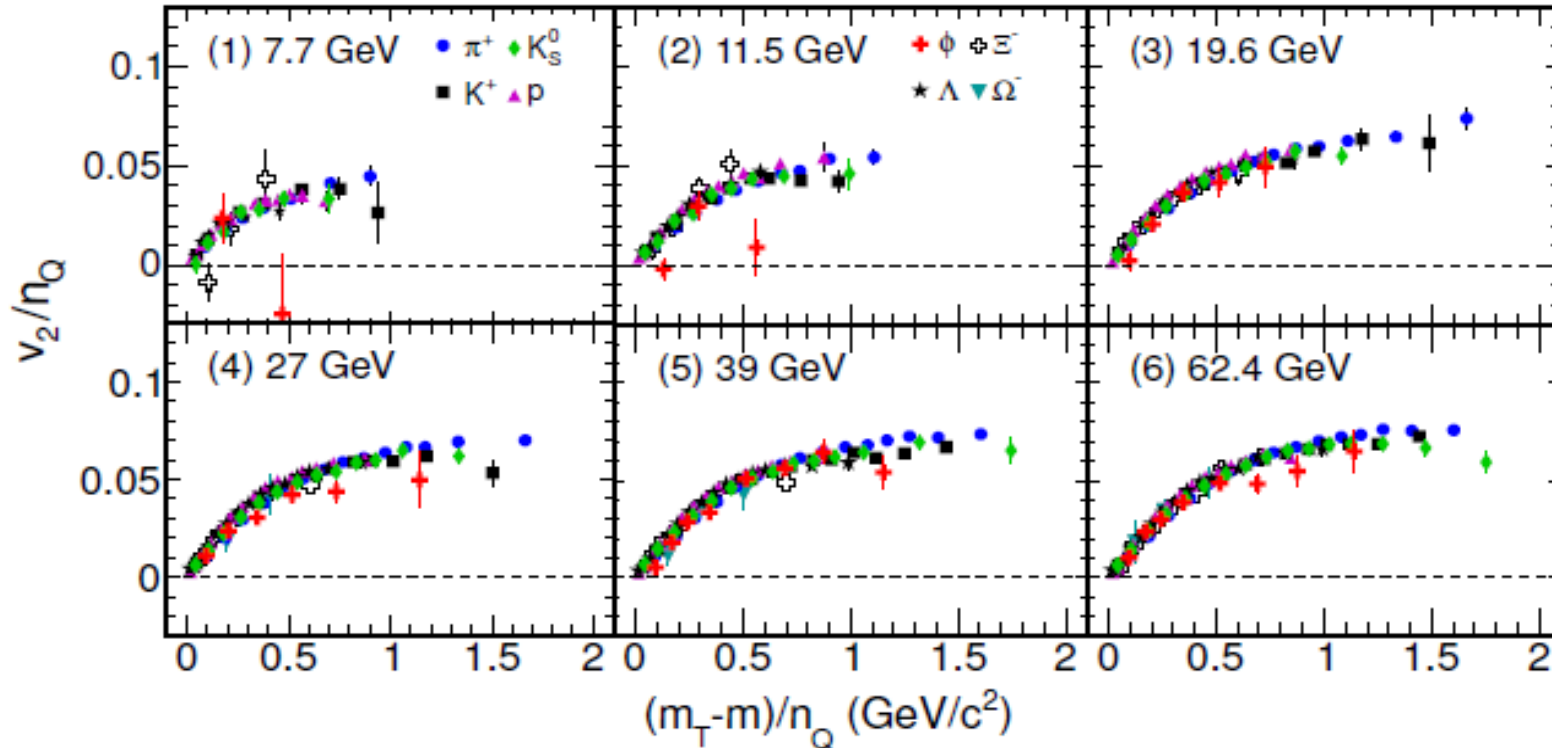 (1) 7.7 GeV π⁺ K⁰S
K⁺ p
(2) 11.5 GeV φ Ξ⁻
Λ Ω⁻
(3) 19.6 GeV
0.1
0.05
0
(4) 27 GeV
(5) 39 GeV
(6) 62.4 GeV
0.1
0.05
0
v₂/n_Q
0 0.5 1 1.5 2 0 0.5 1 1.5 2 0 0.5 1 1.5 2
(m_T-m)/n_Q (GeV/c²)